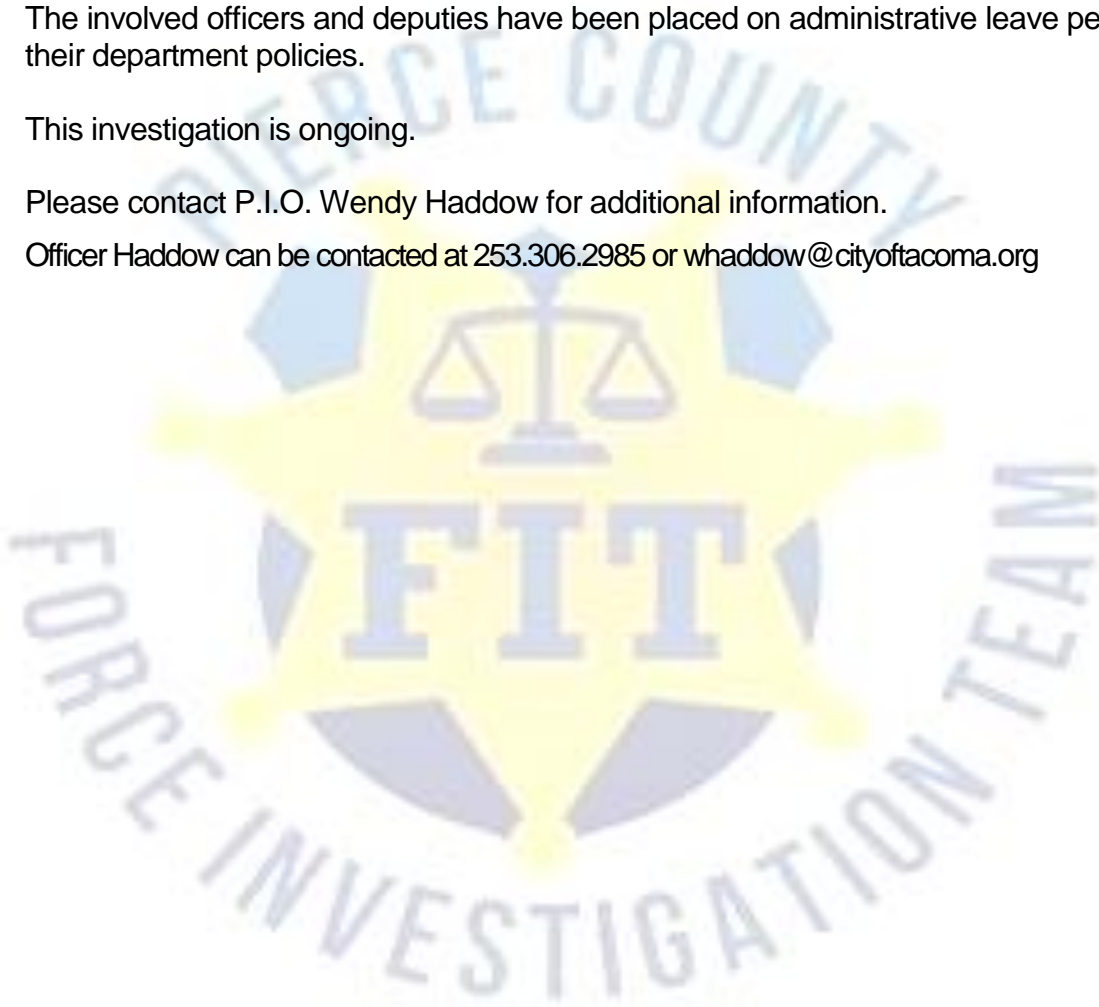 The involved officers and deputies have been placed on administrative leave pe
their department policies.
This investigation is ongoing.
Please contact P.I.O. Wendy Haddow for additional information.
Officer Haddow can be contacted at 253.306.2985 or whaddow@cityoftacoma.org
PIERCE COUNTY
FIT
FORCE INVESTIGATION TEAM